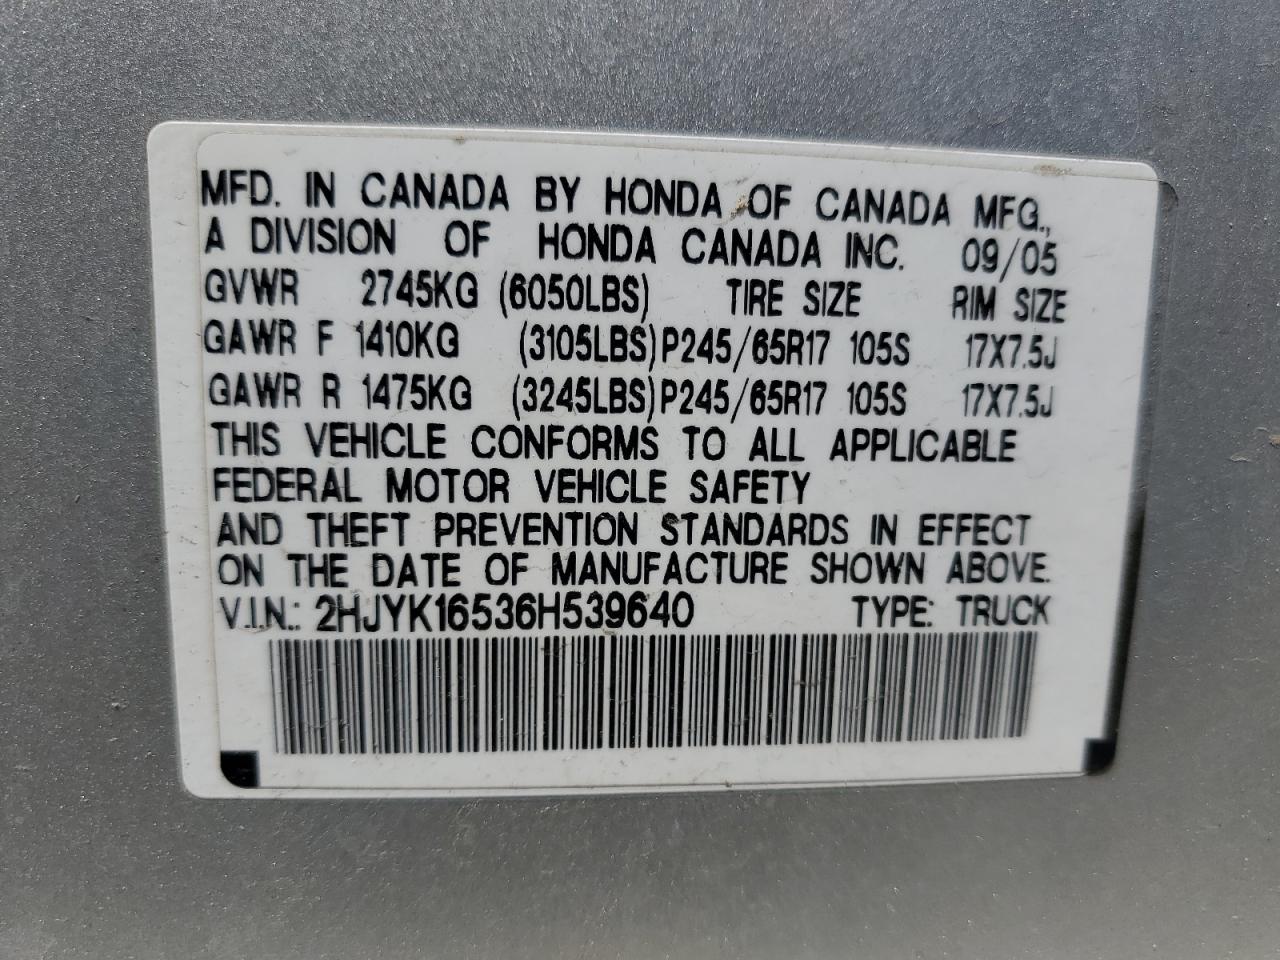 MFD. IN CANADA BY HONDA OF CANADA MFG.,
A DIVISION OF HONDA CANADA INC. 09/05
GVWR 2745KG (6050LBS) TIRE SIZE RIM SIZE
GAWR F 1410KG (3105LBS) P245/65R17 105S 17X7.5J
GAWR R 1475KG (3245LBS) P245/65R17 105S 17X7.5J
THIS VEHICLE CONFORMS TO ALL APPLICABLE
FEDERAL MOTOR VEHICLE SAFETY
AND THEFT PREVENTION STANDARDS IN EFFECT
ON THE DATE OF MANUFACTURE SHOWN ABOVE.
V.I.N.: 2HJYK16536H539640 TYPE: TRUCK